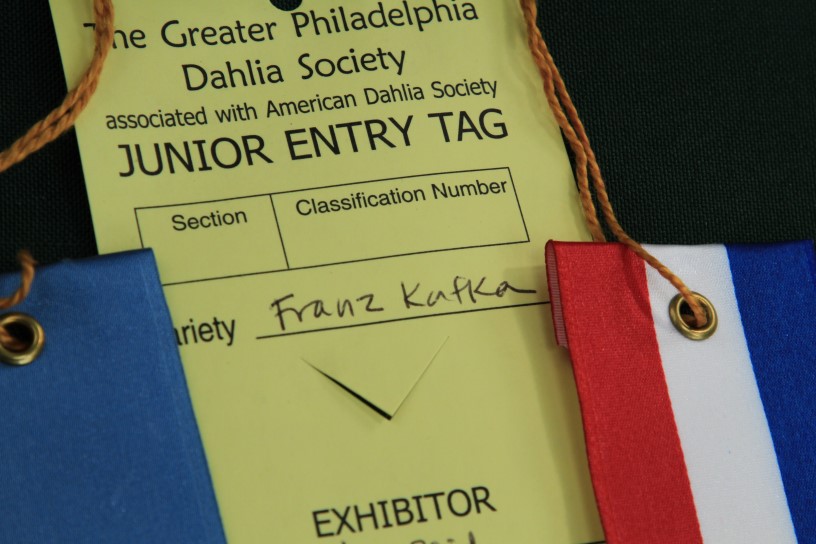 The Greater Philadelphia
Dahlia Society
associated with American Dahlia Society
JUNIOR ENTRY TAG
Section Classification Number
ariety Franz Kafka
EXHIBITOR